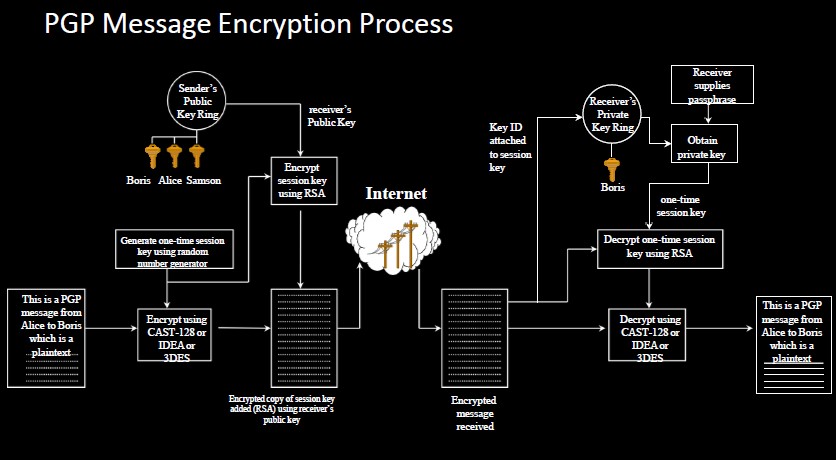 PGP Message Encryption Process
Sender's
Public
Key Ring
receiver's
Public Key
Boris Alice Samson
Encrypt
session key
using RSA
Generate one-time session
key using random
number generator
This is a PGP
message from
Alice to Boris
which is a
plaintext
Encrypt using
CAST-128 or
IDEA or
3DES
Encrypted copy of session key
added (RSA) using receiver's
public key
Internet
Encrypted
message
received
Key ID
attached
to session
key
Receiver's
Private
Key Ring
Boris
Receiver
supplies
passphrase
Obtain
private key
one-time
session key
Decrypt one-time session
key using RSA
Decrypt using
CAST-128 or
IDEA or
3DES
This is a PGP
message from
Alice to Boris
which is a
plaintext